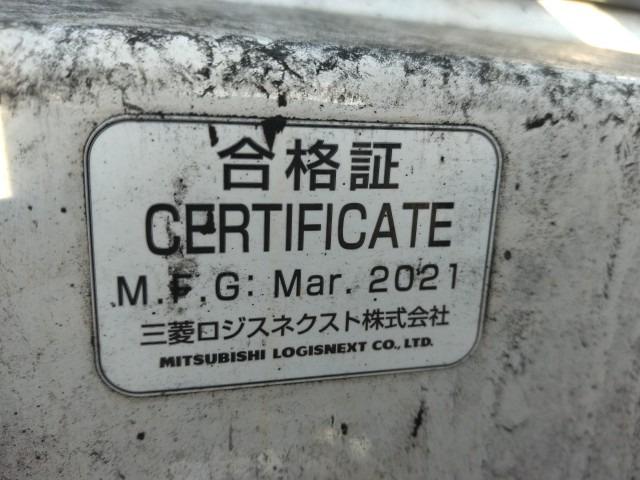 合格証
CERTIFICATE
M.F.G: Mar. 2021
三菱ロジスネクスト株式会社
MITSUBISHI LOGISNEXT CO., LTD.